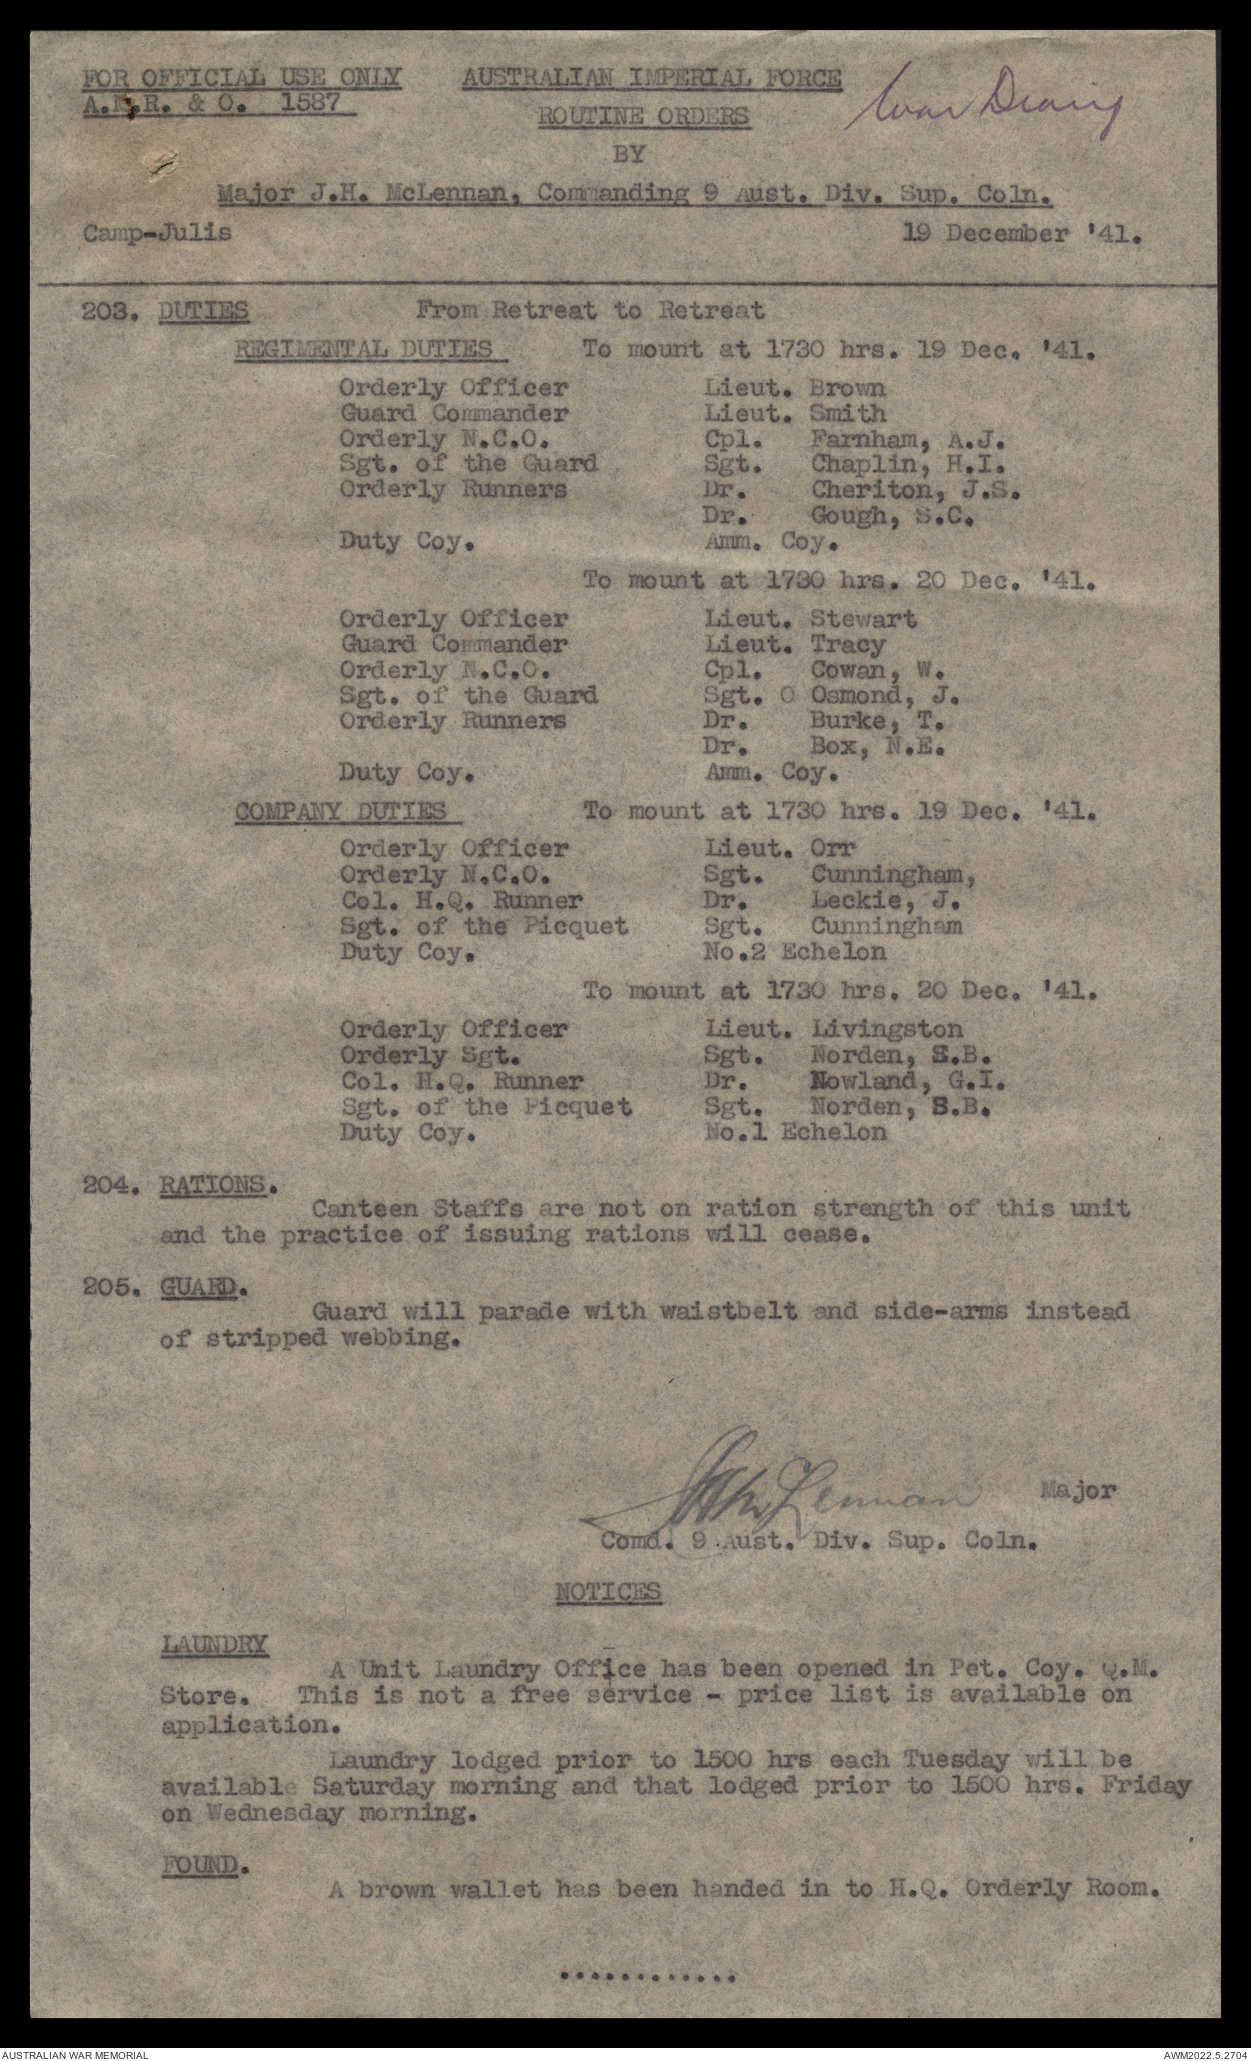 FOR OFFICIAL USE ONLY AUSTRALIAN IMPERIAL FORCE War Diary
A.M.R. & O. 1587
ROUTINE ORDERS
BY
Major J.H. McLennan, Commanding 9 Aust. Div. Sup. Coln.
Camp-Julis 19 December '41.
203. DUTIES From Retreat to Retreat
REGIMENTAL DUTIES To mount at 1730 hrs. 19 Dec. '41.
Orderly Officer Lieut. Brown
Guard Commander Lieut. Smith
Orderly N.C.O. Cpl. Farnham, A.J.
Sgt. of the Guard Sgt. Chaplin, H.I.
Orderly Runners Dr. Cheriton, J.S.
Dr. Gough, S.C.
Duty Coy. Amm. Coy.
To mount at 1730 hrs. 20 Dec. '41.
Orderly Officer Lieut. Stewart
Guard Commander Lieut. Tracy
Orderly N.C.O. Cpl. Cowan, W.
Sgt. of the Guard Sgt. O Osmond, J.
Orderly Runners Dr. Burke, T.
Dr. Box, N.E.
Duty Coy. Amm. Coy.
COMPANY DUTIES To mount at 1730 hrs. 19 Dec. '41.
Orderly Officer Lieut. Orr
Orderly N.C.O. Sgt. Cunningham,
Col. H.Q. Runner Dr. Leckie, J.
Sgt. of the Picquet Sgt. Cunningham
Duty Coy. No.2 Echelon
To mount at 1730 hrs. 20 Dec. '41.
Orderly Officer Lieut. Livingston
Orderly Sgt. Sgt. Norden, S.B.
Col. H.Q. Runner Dr. Nowland, G.I.
Sgt. of the Picquet Sgt. Norden, S.B.
Duty Coy. No.1 Echelon
204. RATIONS.
Canteen Staffs are not on ration strength of this unit
and the practice of issuing rations will cease.
205. GUARD.
Guard will parade with waistbelt and side-arms instead
of stripped webbing.
JHMcLennan Major
Comd. 9 Aust. Div. Sup. Coln.
NOTICES
LAUNDRY
A Unit Laundry Office has been opened in Pet. Coy. Q.M.
Store. This is not a free service - price list is available on
application.
Laundry lodged prior to 1500 hrs each Tuesday will be
available Saturday morning and that lodged prior to 1500 hrs. Friday
on Wednesday morning.
FOUND.
A brown wallet has been handed in to H.Q. Orderly Room.
............
AUSTRALIAN WAR MEMORIAL AWM2022.5.2704